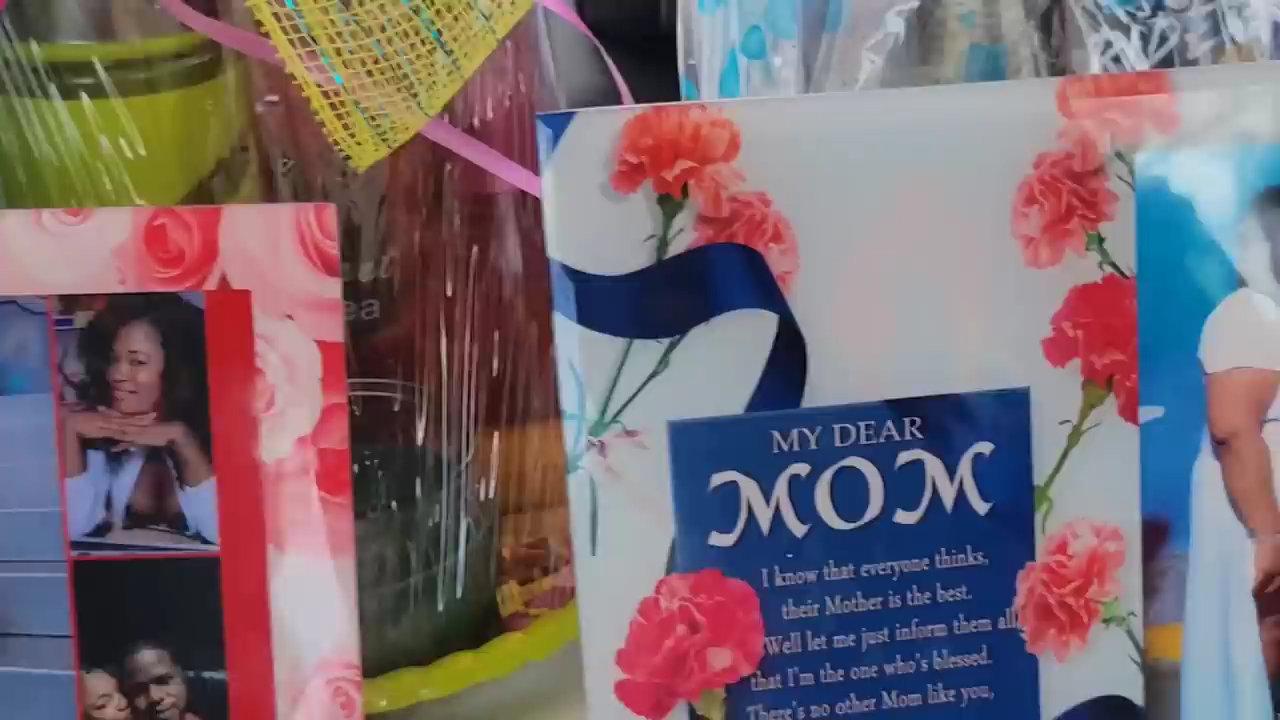 MY DEAR
MOM
I know that everyone thinks,
their Mother is the best.
Well let me just inform them all,
that I'm the one who's blessed.
There's no other Mom like you,